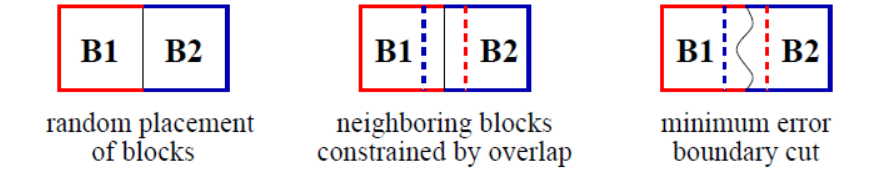 B1 B2
random placement
of blocks
B1 B2
neighboring blocks
constrained by overlap
B1 B2
minimum error
boundary cut